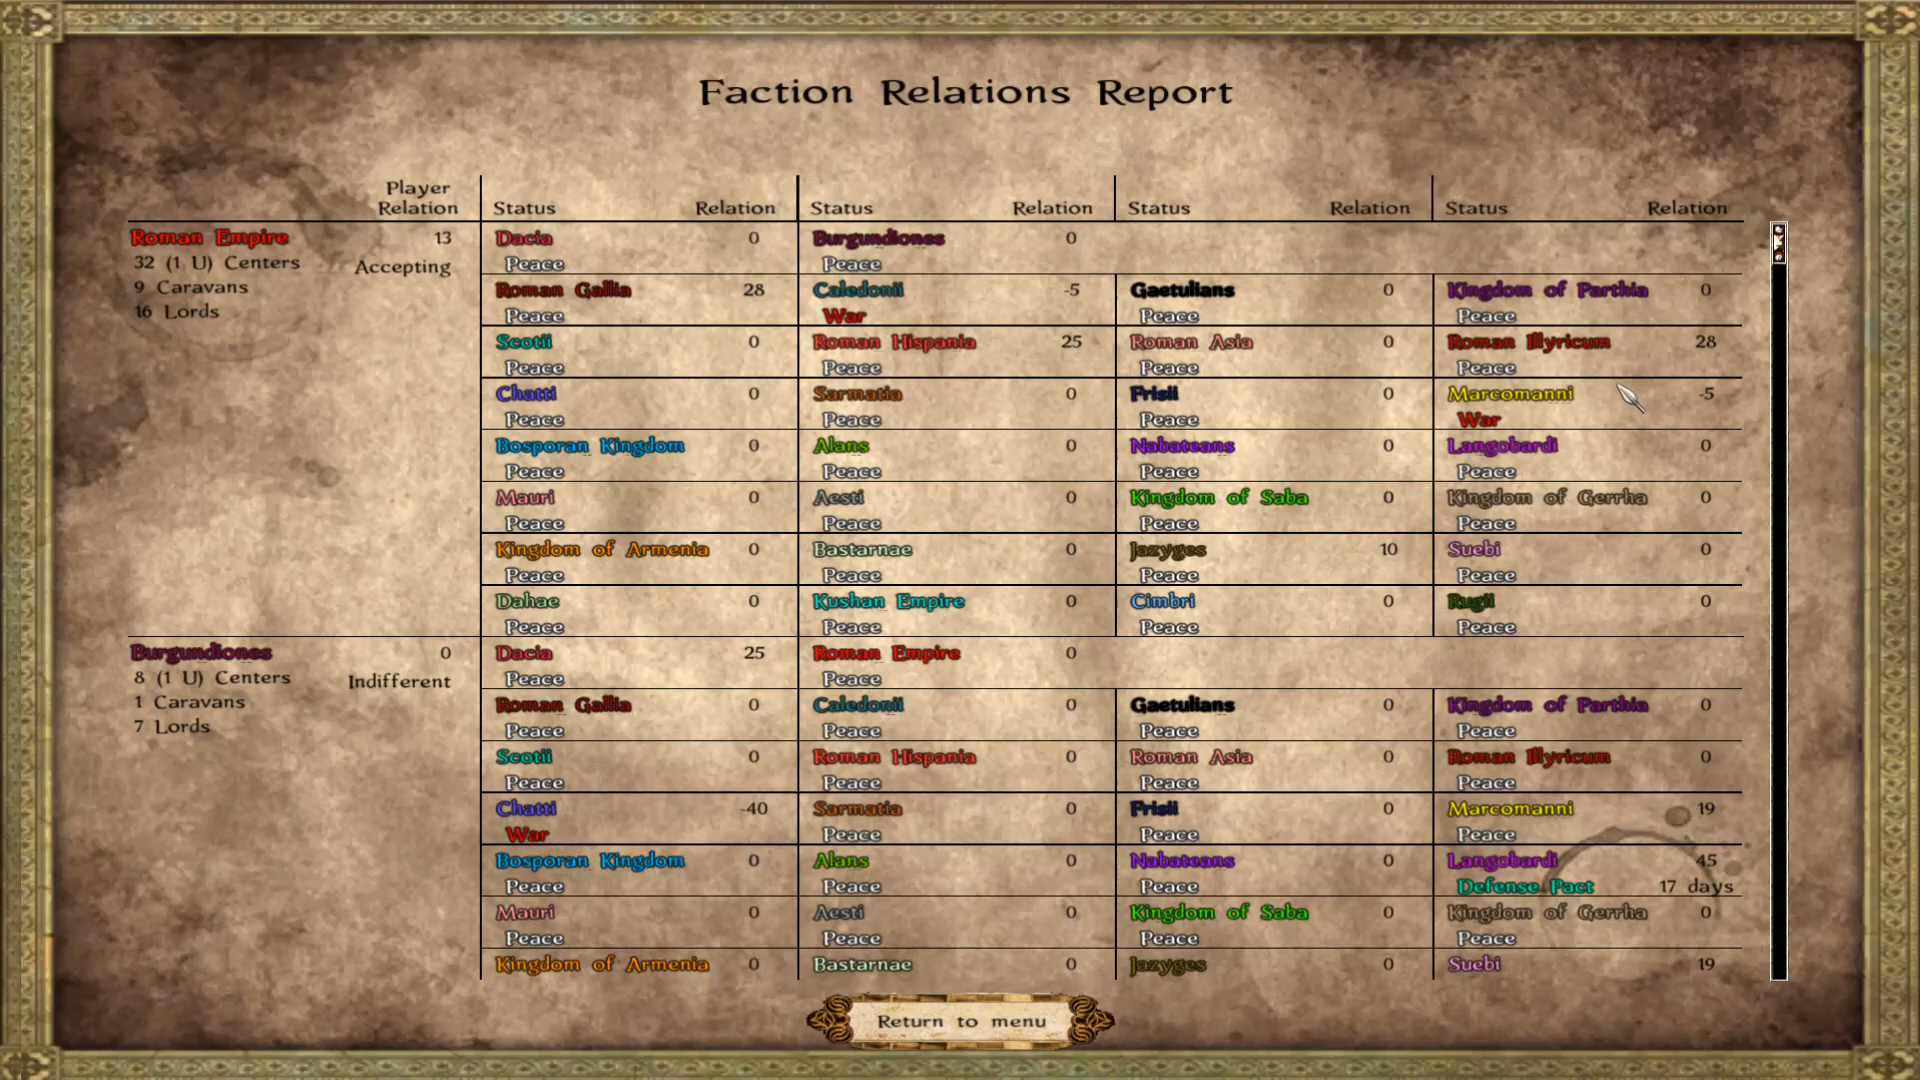 Faction Relations Report
Player
Relation Status Relation Status Relation Status Relation Status Relation
Roman Empire 13 Dacia 0 Burgundiones 0
32 (1 U) Centers Accepting Peace Peace
9 Caravans Roman Gallia 28 Caledonii -5 Gaetulians 0 Kingdom of Parthia 0
16 Lords Peace War Peace Peace
Scotii 0 Roman Hispania 25 Roman Asia 0 Roman Illyricum 28
Peace Peace Peace Peace
Chatti 0 Sarmatia 0 Frisii 0 Marcomanni -5
Peace Peace Peace War
Bosporan Kingdom 0 Alans 0 Nabateans 0 Langobardi 0
Peace Peace Peace Peace
Mauri 0 Aesti 0 Kingdom of Saba 0 Kingdom of Gerrha 0
Peace Peace Peace Peace
Kingdom of Armenia 0 Bastarnae 0 Jazyges 10 Suebi 0
Peace Peace Peace Peace
Dahae 0 Kushan Empire 0 Cimbri 0 Rugii 0
Peace Peace Peace Peace
Burgundiones 0 Dacia 25 Roman Empire 0
8 (1 U) Centers Indifferent Peace Peace
1 Caravans Roman Gallia 0 Caledonii 0 Gaetulians 0 Kingdom of Parthia 0
7 Lords Peace Peace Peace Peace
Scotii 0 Roman Hispania 0 Roman Asia 0 Roman Illyricum 0
Peace Peace Peace Peace
Chatti -40 Sarmatia 0 Frisii 0 Marcomanni 19
War Peace Peace Peace
Bosporan Kingdom 0 Alans 0 Nabateans 0 Langobardi 45
Peace Peace Peace Defense Pact 17 days
Mauri 0 Aesti 0 Kingdom of Saba 0 Kingdom of Gerrha 0
Peace Peace Peace Peace
Kingdom of Armenia 0 Bastarnae 0 Jazyges 0 Suebi 19
Return to menu